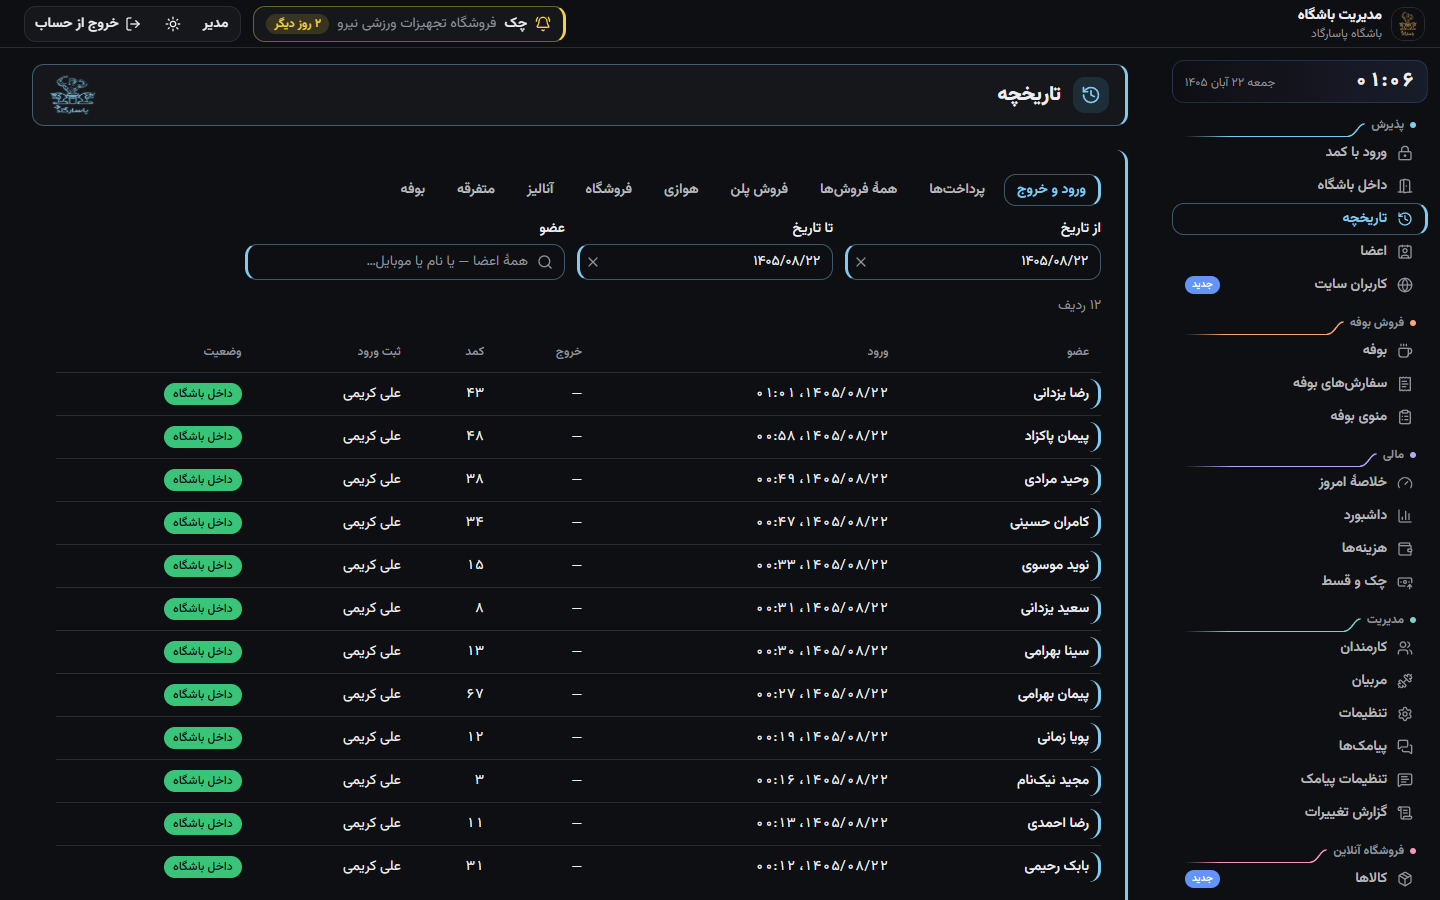 مدیریت باشگاه
باشگاه پاسارگاد
چک فروشگاه تجهیزات ورزشی نیرو ۲ روز دیگر
مدیر
خروج از حساب
۰۱:۰۶
جمعه ۲۲ آبان ۱۴۰۵
پذیرش
ورود با کمد
داخل باشگاه
تاریخچه
اعضا
کاربران سایت جدید
فروش بوفه
بوفه
سفارش‌های بوفه
منوی بوفه
مالی
خلاصهٔ امروز
داشبورد
هزینه‌ها
چک و قسط
مدیریت
کارمندان
مربیان
تنظیمات
پیامک‌ها
تنظیمات پیامک
گزارش تغییرات
فروشگاه آنلاین
کالاها جدید
تاریخچه
پاسارگاد
ورود و خروج پرداخت‌ها همهٔ فروش‌ها فروش پلن هوازی فروشگاه آنالیز متفرقه بوفه
از تاریخ تا تاریخ عضو
۱۴۰۵/۰۸/۲۲ ۱۴۰۵/۰۸/۲۲ همهٔ اعضا — یا نام یا موبایل...
۱۲ ردیف
عضو ورود خروج کمد ثبت ورود وضعیت
رضا یزدانی ۱۴۰۵/۰۸/۲۲، ۰۱:۰۱ — ۴۳ علی کریمی داخل باشگاه
پیمان پاکزاد ۱۴۰۵/۰۸/۲۲، ۰۰:۵۸ — ۴۸ علی کریمی داخل باشگاه
وحید مرادی ۱۴۰۵/۰۸/۲۲، ۰۰:۴۹ — ۳۸ علی کریمی داخل باشگاه
کامران حسینی ۱۴۰۵/۰۸/۲۲، ۰۰:۴۷ — ۳۴ علی کریمی داخل باشگاه
نوید موسوی ۱۴۰۵/۰۸/۲۲، ۰۰:۳۳ — ۱۵ علی کریمی داخل باشگاه
سعید یزدانی ۱۴۰۵/۰۸/۲۲، ۰۰:۳۱ — ۸ علی کریمی داخل باشگاه
سینا بهرامی ۱۴۰۵/۰۸/۲۲، ۰۰:۳۰ — ۱۳ علی کریمی داخل باشگاه
پیمان بهرامی ۱۴۰۵/۰۸/۲۲، ۰۰:۲۷ — ۶۷ علی کریمی داخل باشگاه
پویا زمانی ۱۴۰۵/۰۸/۲۲، ۰۰:۱۹ — ۱۲ علی کریمی داخل باشگاه
مجید نیک‌نام ۱۴۰۵/۰۸/۲۲، ۰۰:۱۶ — ۳ علی کریمی داخل باشگاه
رضا احمدی ۱۴۰۵/۰۸/۲۲، ۰۰:۱۳ — ۱۱ علی کریمی داخل باشگاه
بابک رحیمی ۱۴۰۵/۰۸/۲۲، ۰۰:۱۲ — ۳۱ علی کریمی داخل باشگاه